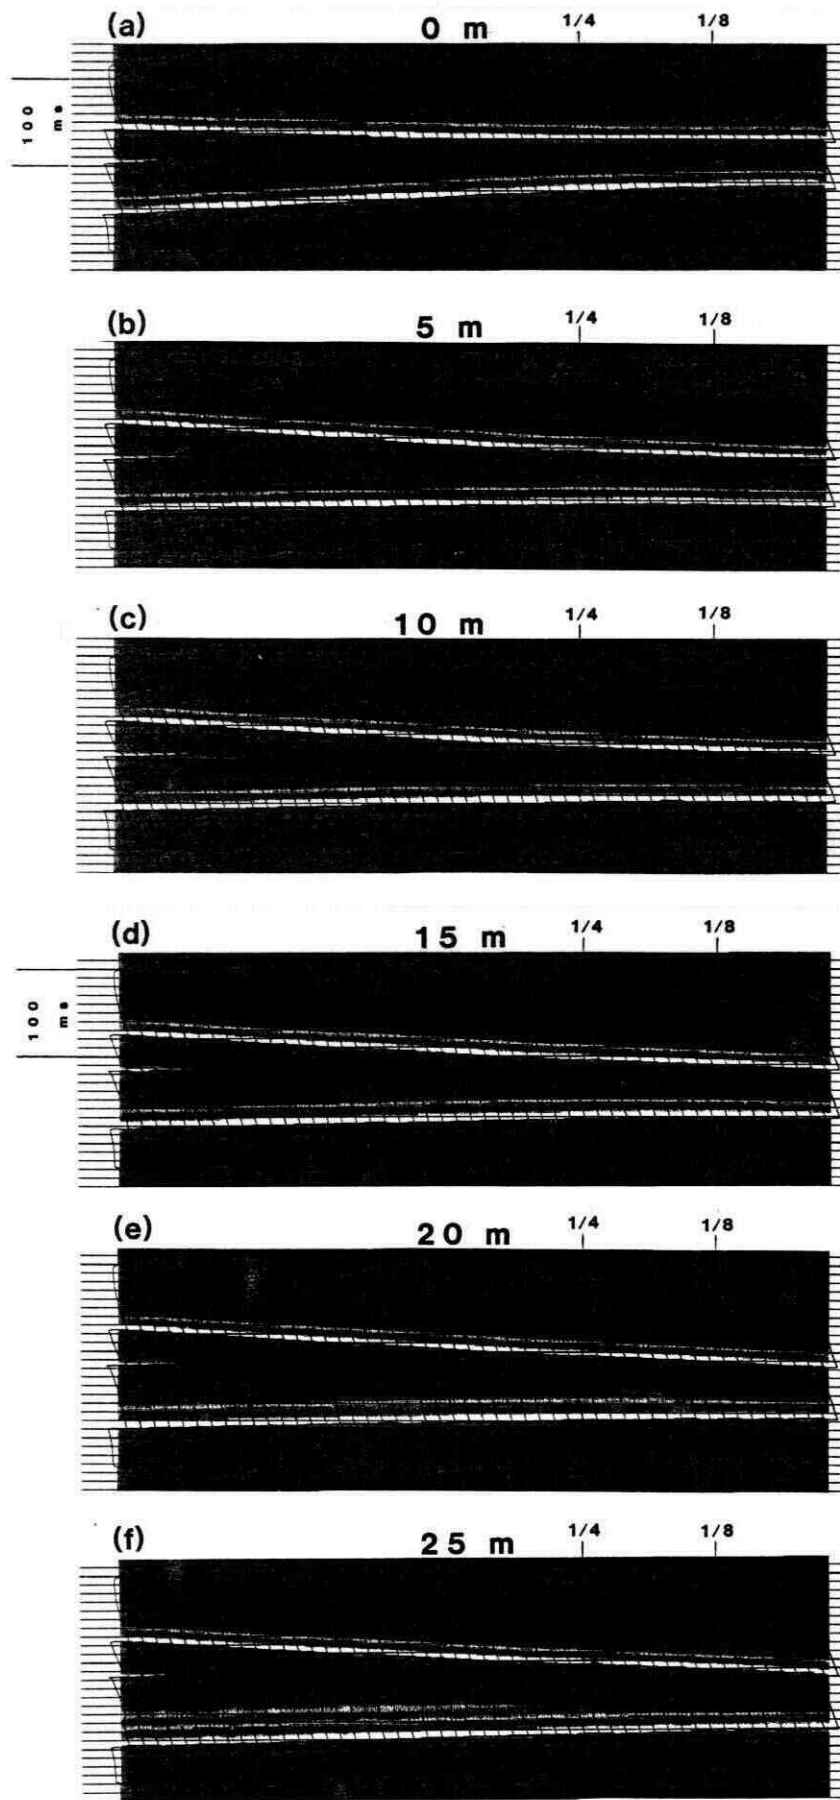 (a) 0 m 1/4 1/8
100 ms
(b) 5 m 1/4 1/8
(c) 10 m 1/4 1/8
(d) 15 m 1/4 1/8
100 ms
(e) 20 m 1/4 1/8
(f) 25 m 1/4 1/8